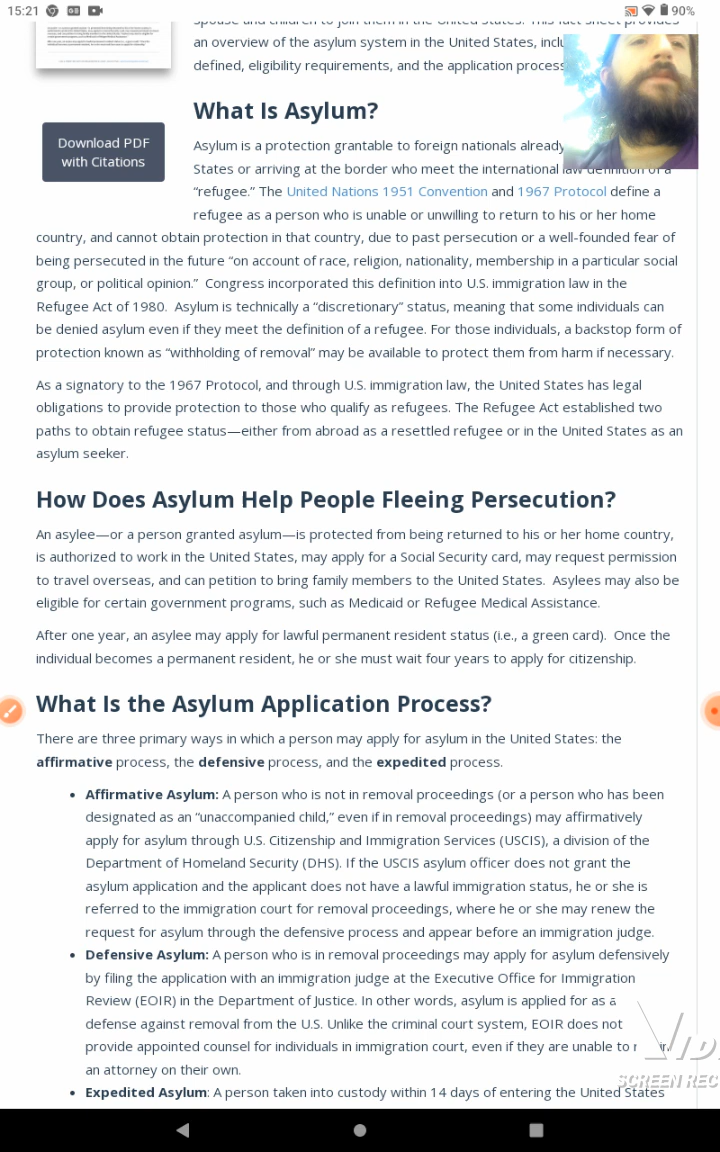 15:21
90%
spouse and children to join them in the United States. This fact sheet provides
an overview of the asylum system in the United States,
defined, eligibility requirements, and the application process
What Is Asylum?
Download PDF
with Citations
Asylum is a protection grantable to foreign nationals already
States or arriving at the border who meet the international law definition of a
“refugee.” The United Nations 1951 Convention and 1967 Protocol define a
refugee as a person who is unable or unwilling to return to his or her home
country, and cannot obtain protection in that country, due to past persecution or a well-founded fear of
being persecuted in the future “on account of race, religion, nationality, membership in a particular social
group, or political opinion.” Congress incorporated this definition into U.S. immigration law in the
Refugee Act of 1980. Asylum is technically a “discretionary” status, meaning that some individuals can
be denied asylum even if they meet the definition of a refugee. For those individuals, a backstop form of
protection known as “withholding of removal” may be available to protect them from harm if necessary.
As a signatory to the 1967 Protocol, and through U.S. immigration law, the United States has legal
obligations to provide protection to those who qualify as refugees. The Refugee Act established two
paths to obtain refugee status—either from abroad as a resettled refugee or in the United States as an
asylum seeker.
How Does Asylum Help People Fleeing Persecution?
An asylee—or a person granted asylum—is protected from being returned to his or her home country,
is authorized to work in the United States, may apply for a Social Security card, may request permission
to travel overseas, and can petition to bring family members to the United States. Asylees may also be
eligible for certain government programs, such as Medicaid or Refugee Medical Assistance.
After one year, an asylee may apply for lawful permanent resident status (i.e., a green card). Once the
individual becomes a permanent resident, he or she must wait four years to apply for citizenship.
What Is the Asylum Application Process?
There are three primary ways in which a person may apply for asylum in the United States: the
affirmative process, the defensive process, and the expedited process.
• Affirmative Asylum: A person who is not in removal proceedings (or a person who has been
designated as an “unaccompanied child,” even if in removal proceedings) may affirmatively
apply for asylum through U.S. Citizenship and Immigration Services (USCIS), a division of the
Department of Homeland Security (DHS). If the USCIS asylum officer does not grant the
asylum application and the applicant does not have a lawful immigration status, he or she is
referred to the immigration court for removal proceedings, where he or she may renew the
request for asylum through the defensive process and appear before an immigration judge.
• Defensive Asylum: A person who is in removal proceedings may apply for asylum defensively
by filing the application with an immigration judge at the Executive Office for Immigration
Review (EOIR) in the Department of Justice. In other words, asylum is applied for as a
defense against removal from the U.S. Unlike the criminal court system, EOIR does not
provide appointed counsel for individuals in immigration court, even if they are unable to
an attorney on their own.
• Expedited Asylum: A person taken into custody within 14 days of entering the United States
SCREEN REC